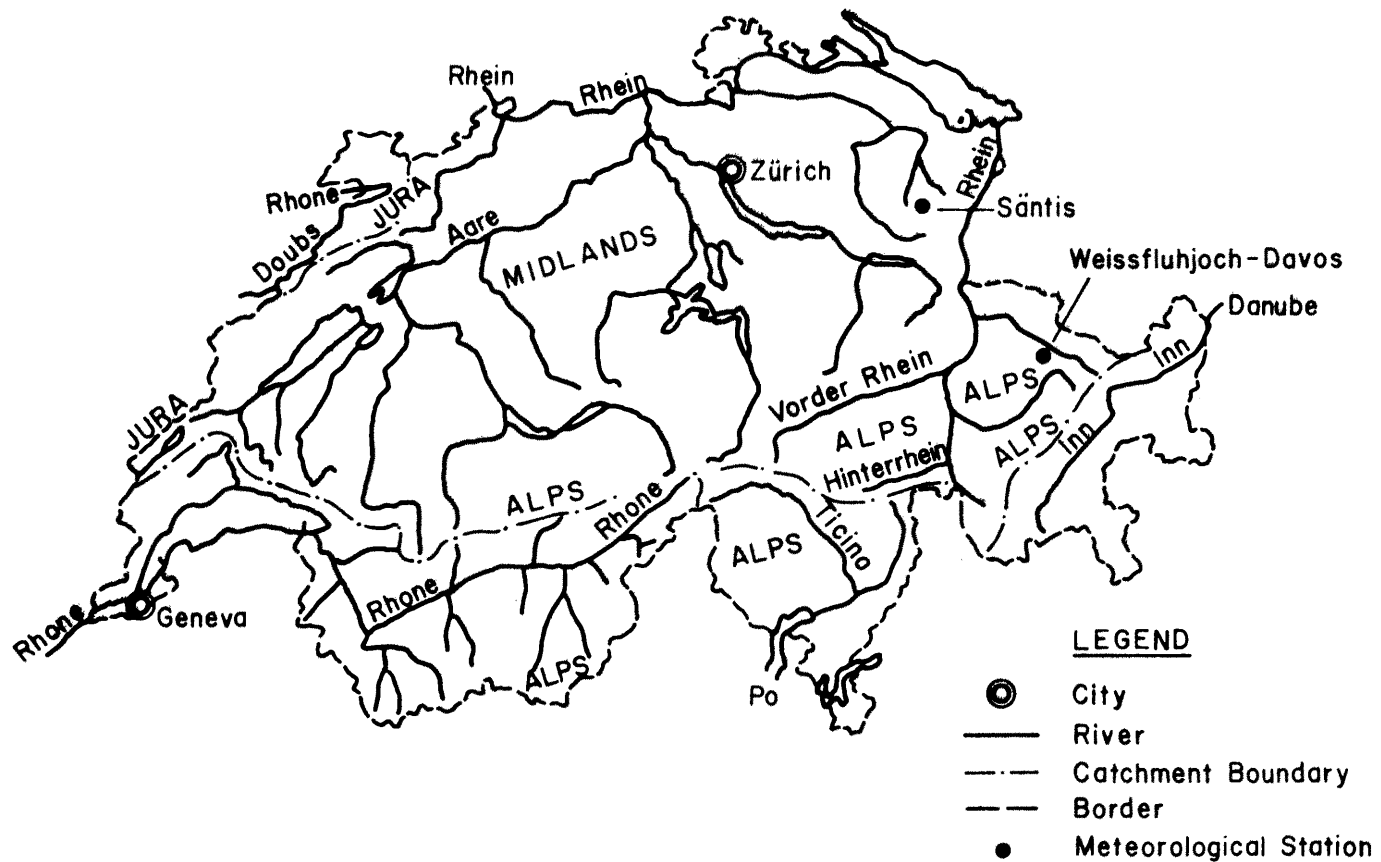 Rhein
Rhein
Zürich
Rhein
Rhone
JURA
Säntis
Aare
Doubs
MIDLANDS
Weissfluhjoch-Davos
Danube
Inn
Vorder Rhein
ALPS
JURA
ALPS
ALPS
Inn
Hinterrhein
ALPS
Rhone
Ticino
ALPS
Rhone
Rhone
Geneva
ALPS
Po
LEGEND
City
River
Catchment Boundary
Border
Meteorological Station